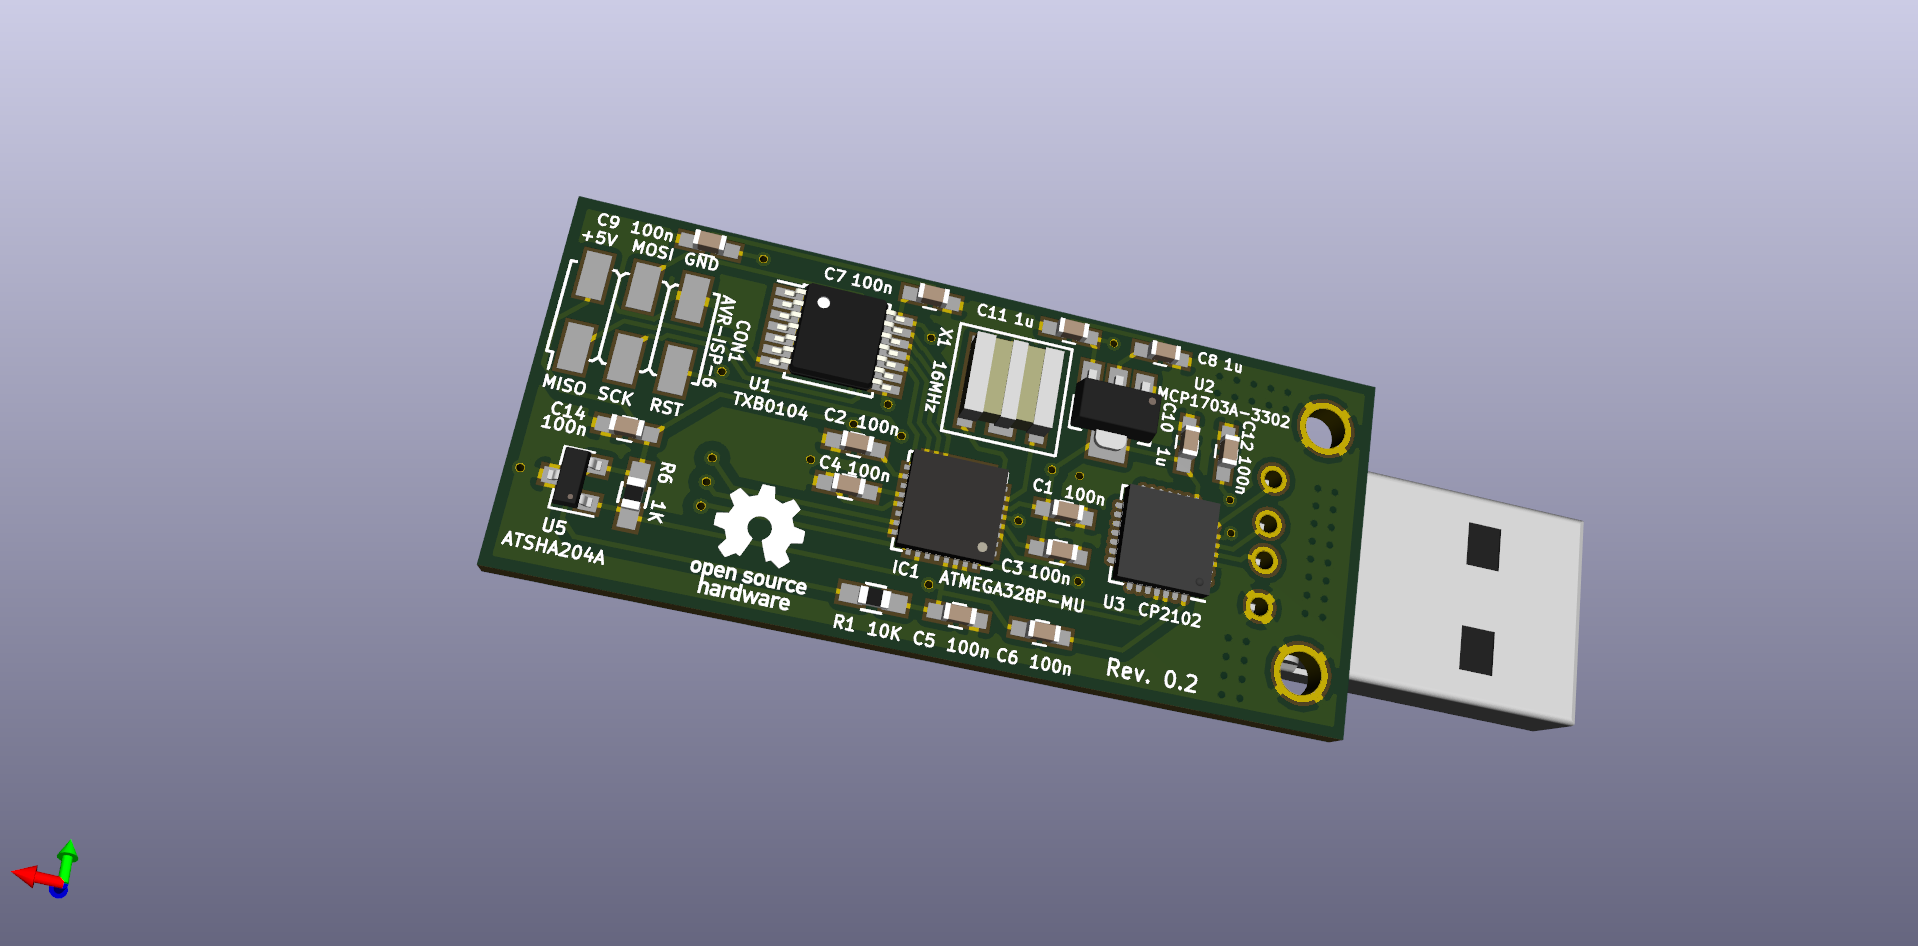 C9 100n
+5V MOSI GND
MISO SCK RST
CON1
AVR-ISP-6
C7 100n
U1
TXB0104
C11 1u
X1 16MHz
C8 1u
U2
MCP1703A-3302
C10 1u
C12 100n
C14
100n
C2 100n
C4 100n
R6 1K
U5
ATSHA204A
open source
hardware
IC1 ATMEGA328P-MU
C1 100n
C3 100n
U3 CP2102
R1 10K
C5 100n
C6 100n
Rev. 0.2